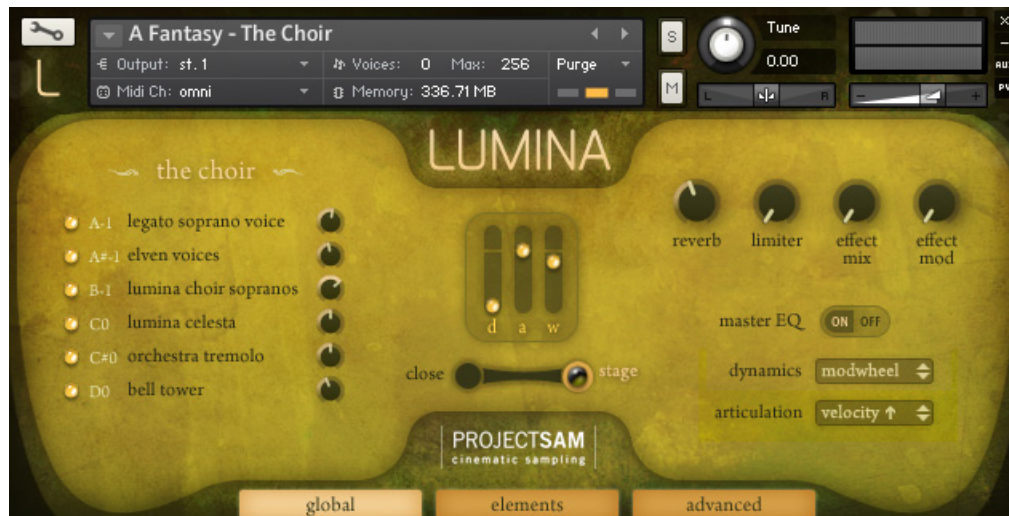 A Fantasy - The Choir
Output: st.1
Voices: 0 Max: 256
Purge
Midi Ch: omni
Memory: 336.71 MB
S
M
Tune
0.00
L R
- +
AUX
PV
L
LUMINA
the choir
A-1 legato soprano voice
A#-1 elven voices
B-1 lumina choir sopranos
C0 lumina celesta
C#0 orchestra tremolo
D0 bell tower
d a w
close stage
reverb limiter effect mix effect mod
master EQ ON OFF
dynamics modwheel
articulation velocity ↑
PROJECTSAM
cinematic sampling
global elements advanced